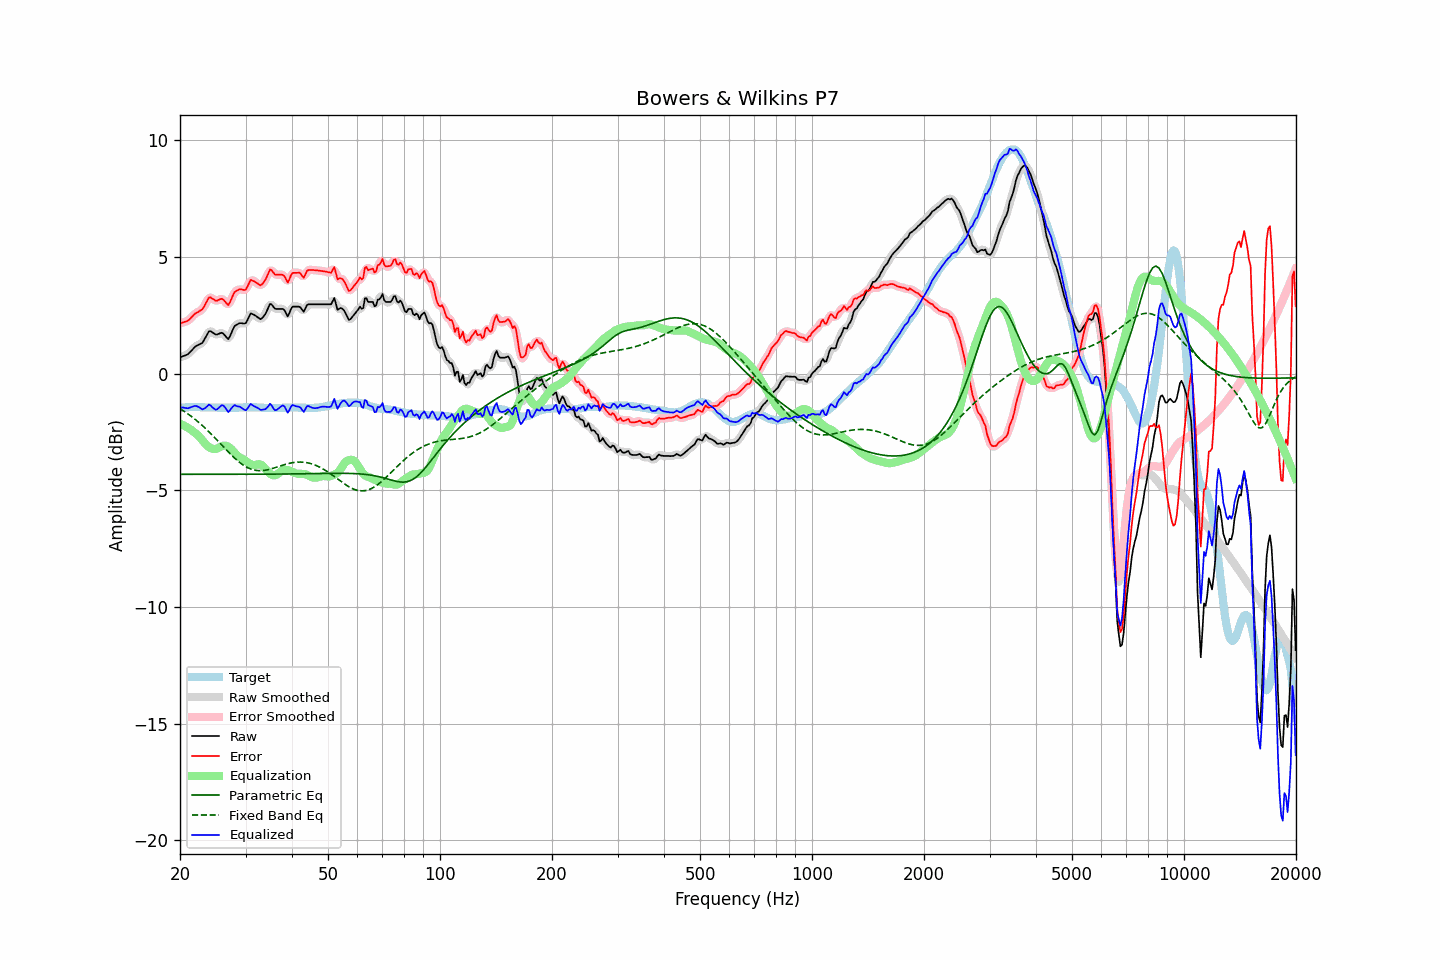 Bowers & Wilkins P7
Amplitude (dBr)
10
5
0
−5
−10
−15
−20
Target
Raw Smoothed
Error Smoothed
Raw
Error
Equalization
Parametric Eq
Fixed Band Eq
Equalized
20 50 100 200 500 1000 2000 5000 10000 20000
Frequency (Hz)